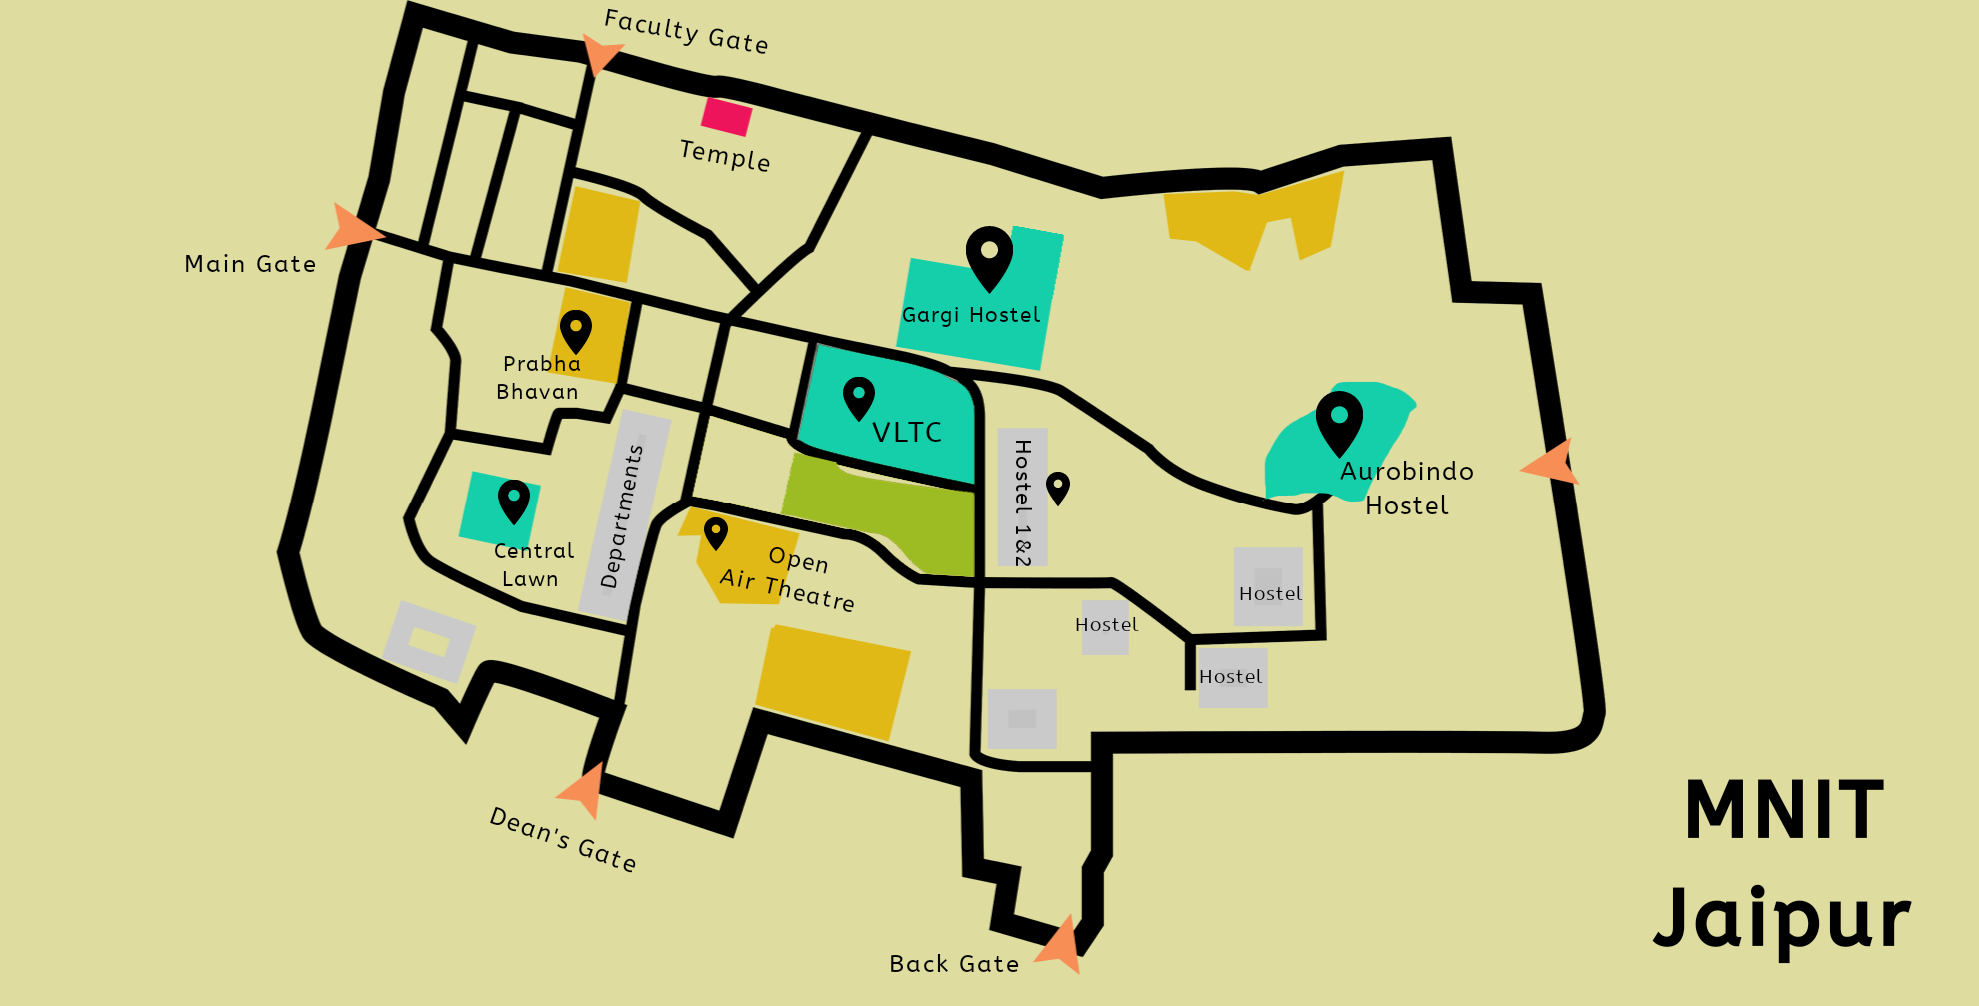 Faculty Gate
Temple
Main Gate
Gargi Hostel
Prabha
Bhavan
VLTC
Departments
Hostel 1&2
Aurobindo
Hostel
Central
Lawn
Open
Air Theatre
Hostel
Hostel
Hostel
Dean's Gate
Back Gate
MNIT
Jaipur